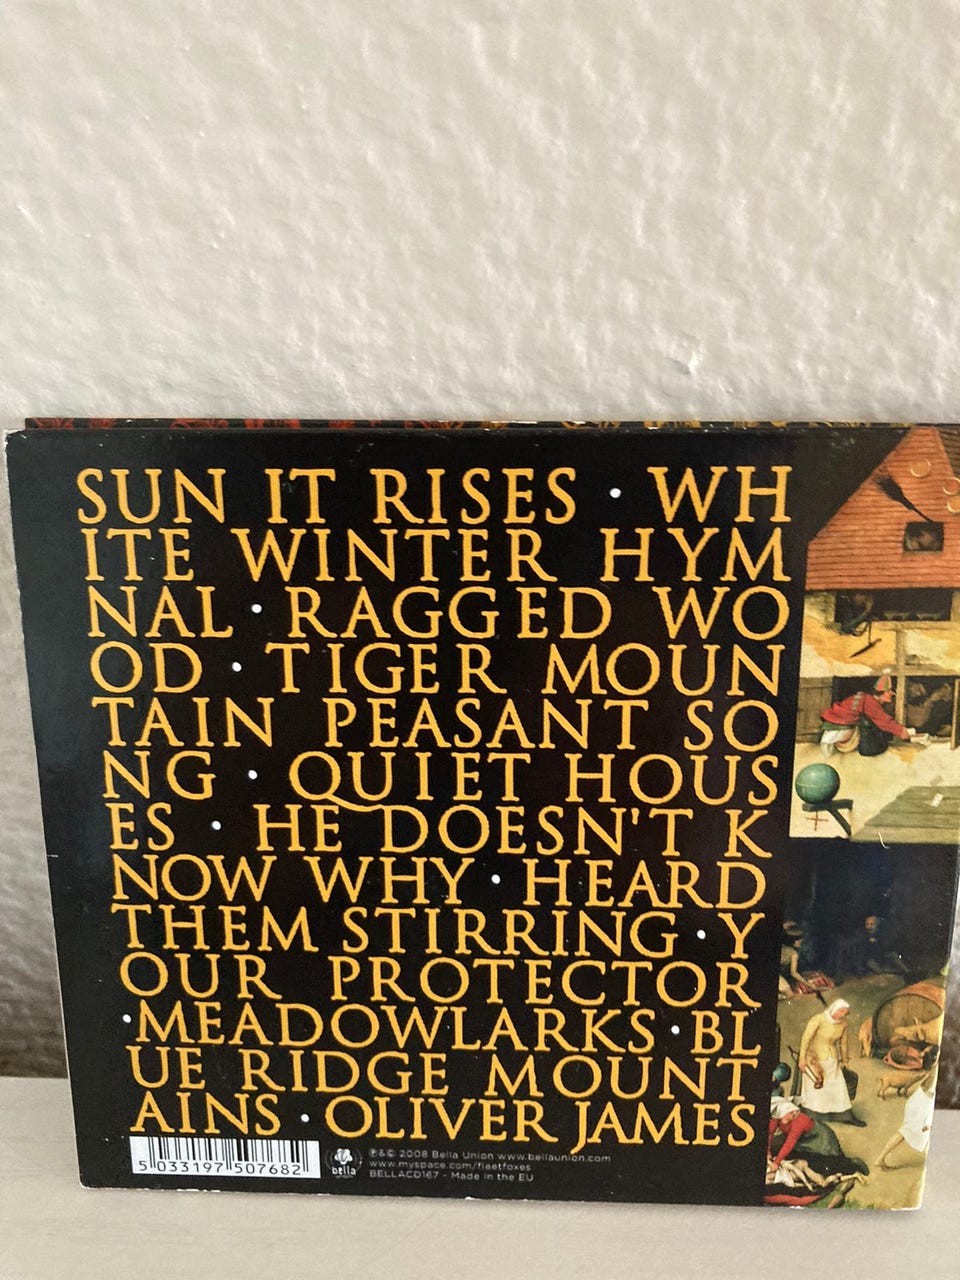 SUN IT RISES · WH
ITE WINTER HYM
NAL · RAGGED WO
OD · TIGER MOUN
TAIN PEASANT SO
NG · QUIET HOUS
ES · HE DOESN'T K
NOW WHY · HEARD
THEM STIRRING · Y
OUR PROTECTOR
· MEADOWLARKS · BL
UE RIDGE MOUNT
AINS · OLIVER JAMES
5 033197 507682
bella union
℗&© 2008 Bella Union www.bellaunion.com
www.myspace.com/fleetfoxes
BELLACD167 - Made in the EU